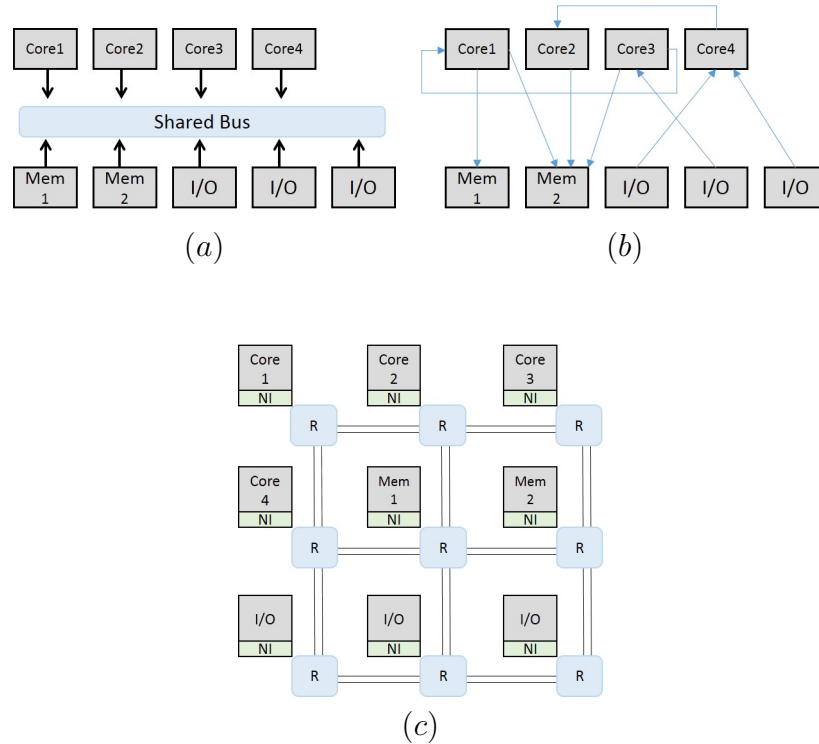 Core1 Core2 Core3 Core4
Shared Bus
Mem 1
Mem 2
I/O I/O I/O
(a)
Core1 Core2 Core3 Core4
Mem 1
Mem 2
I/O I/O I/O
(b)
Core 1
NI
Core 2
NI
Core 3
NI
R R R
Core 4
NI
Mem 1
NI
Mem 2
NI
R R R
I/O
NI
I/O
NI
I/O
NI
R R R
(c)